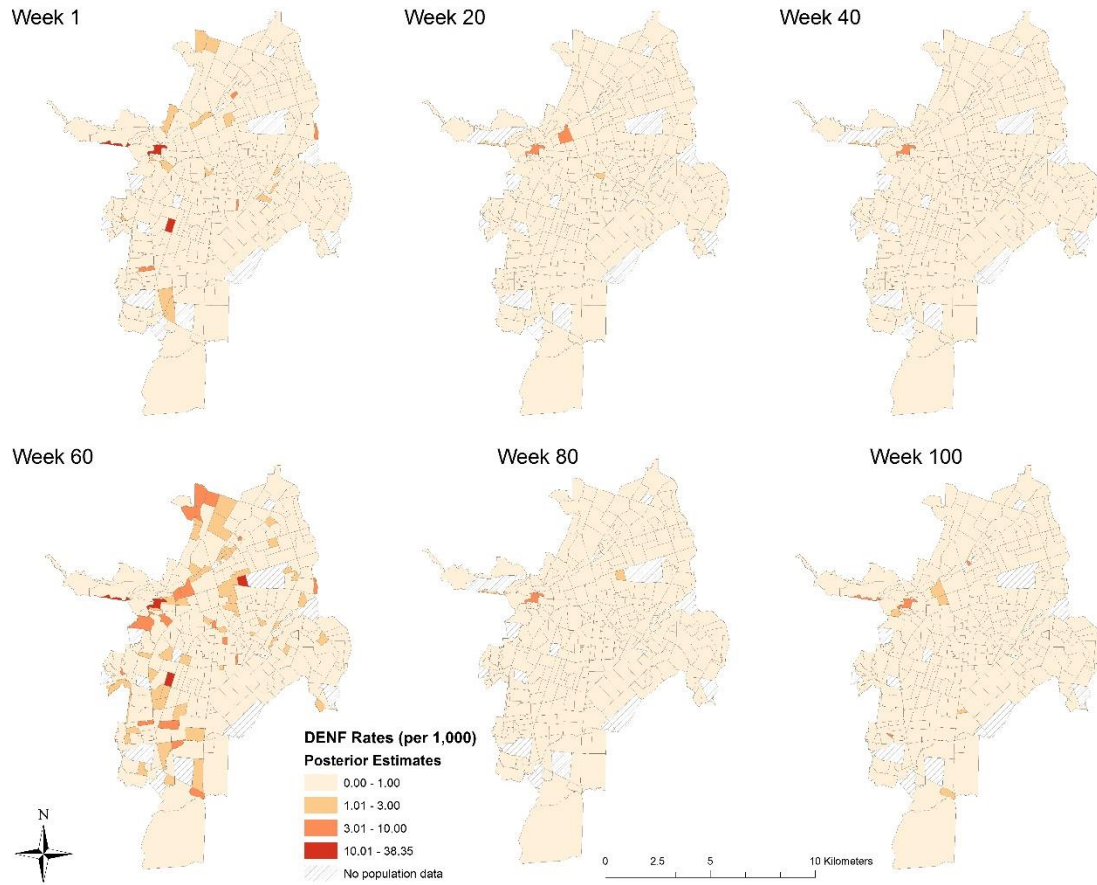 Week 1
Week 20
Week 40
Week 60
Week 80
Week 100
DENF Rates (per 1,000)
Posterior Estimates
0.00 - 1.00
1.01 - 3.00
3.01 - 10.00
10.01 - 38.35
No population data
N
0 2.5 5 10 Kilometers